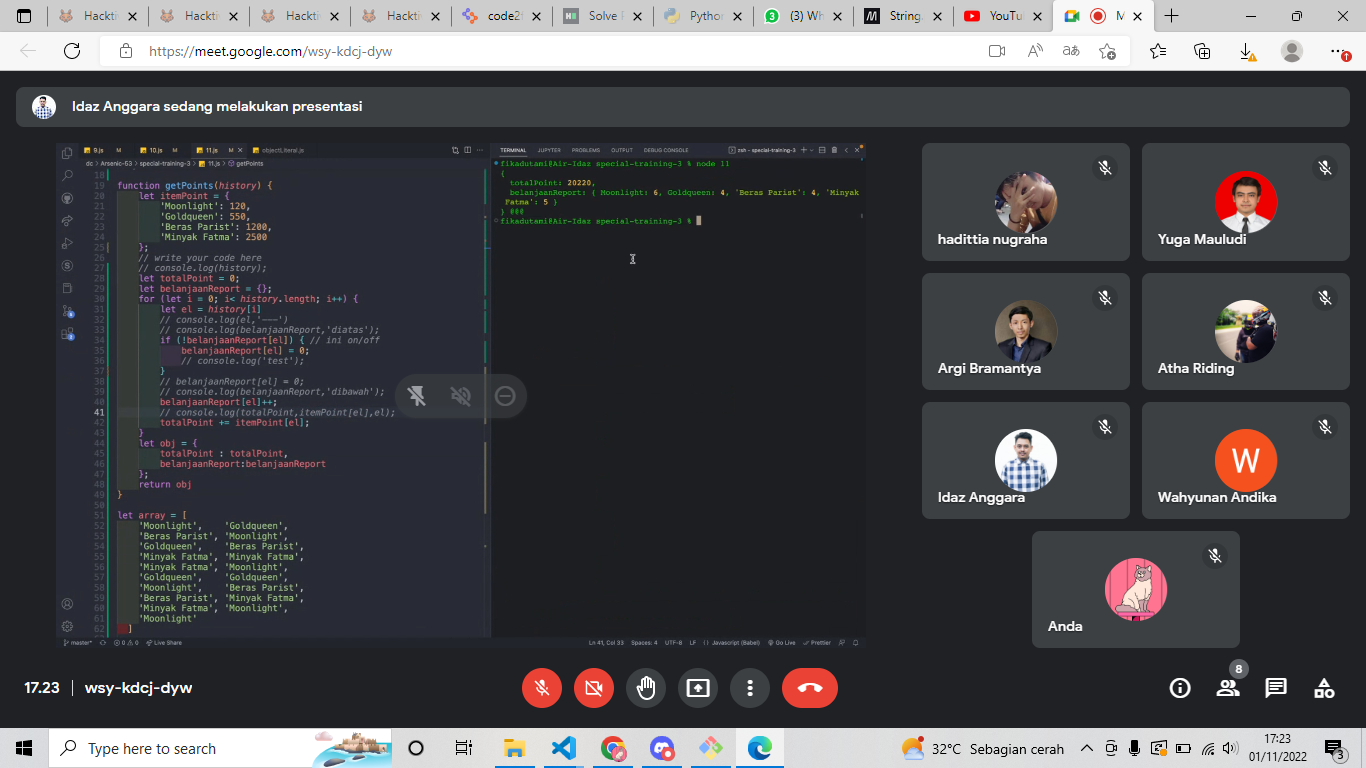 Hackti
Hackti
Hackti
Hackti
code2f
Solve
Python
(3) Wh
String.
YouTu
M
https://meet.google.com/wsy-kdcj-dyw
Idaz Anggara sedang melakukan presentasi
9.js M
10.js M
11.js M
objectLiteral.js
dc > Arsenic-53 > special-training-3 > 11.js > getPoints
18
19 function getPoints(history) {
20 let itemPoint = {
21 'Moonlight': 120,
22 'Goldqueen': 550,
23 'Beras Parist': 1200,
24 'Minyak Fatma': 2500
25 };
26 // write your code here
27 // console.log(history);
28 let totalPoint = 0;
29 let belanjaanReport = {};
30 for (let i = 0; i< history.length; i++) {
31 let el = history[i]
32 // console.log(el,'~~~')
33 // console.log(belanjaanReport,'diatas');
34 if (!belanjaanReport[el]) { // ini on/off
35 belanjaanReport[el] = 0;
36 // console.log('test');
37 }
38 // belanjaanReport[el] = 0;
39 // console.log(belanjaanReport,'dibawah');
40 belanjaanReport[el]++;
41 // console.log(totalPoint,itemPoint[el],el);
42 totalPoint += itemPoint[el];
43 }
44 let obj = {
45 totalPoint : totalPoint,
46 belanjaanReport:belanjaanReport
47 };
48 return obj
49 }
50
51 let array = [
52 'Moonlight', 'Goldqueen',
53 'Beras Parist', 'Moonlight',
54 'Goldqueen', 'Beras Parist',
55 'Minyak Fatma', 'Minyak Fatma',
56 'Minyak Fatma', 'Moonlight',
57 'Goldqueen', 'Goldqueen',
58 'Moonlight', 'Beras Parist',
59 'Beras Parist', 'Minyak Fatma',
60 'Minyak Fatma', 'Moonlight',
61 'Moonlight'
62 ]
TERMINAL JUPYTER PROBLEMS OUTPUT DEBUG CONSOLE
zsh - special-training-3
fikadutami@Air-Idaz special-training-3 % node 11
{
totalPoint: 20220,
belanjaanReport: { Moonlight: 6, Goldqueen: 4, 'Beras Parist': 4, 'Minyak
Fatma': 5 }
} @@@
fikadutami@Air-Idaz special-training-3 %
master* 0 0 Live Share
Ln 41, Col 33 Spaces: 4 UTF-8 LF {} Javascript (Babel) Go Live Prettier
hadittia nugraha
Yuga Mauludi
Argi Bramantya
Atha Riding
Idaz Anggara
W
Wahyunan Andika
Anda
17.23 | wsy-kdcj-dyw
8
Type here to search
32°C Sebagian cerah
17:23
01/11/2022
3